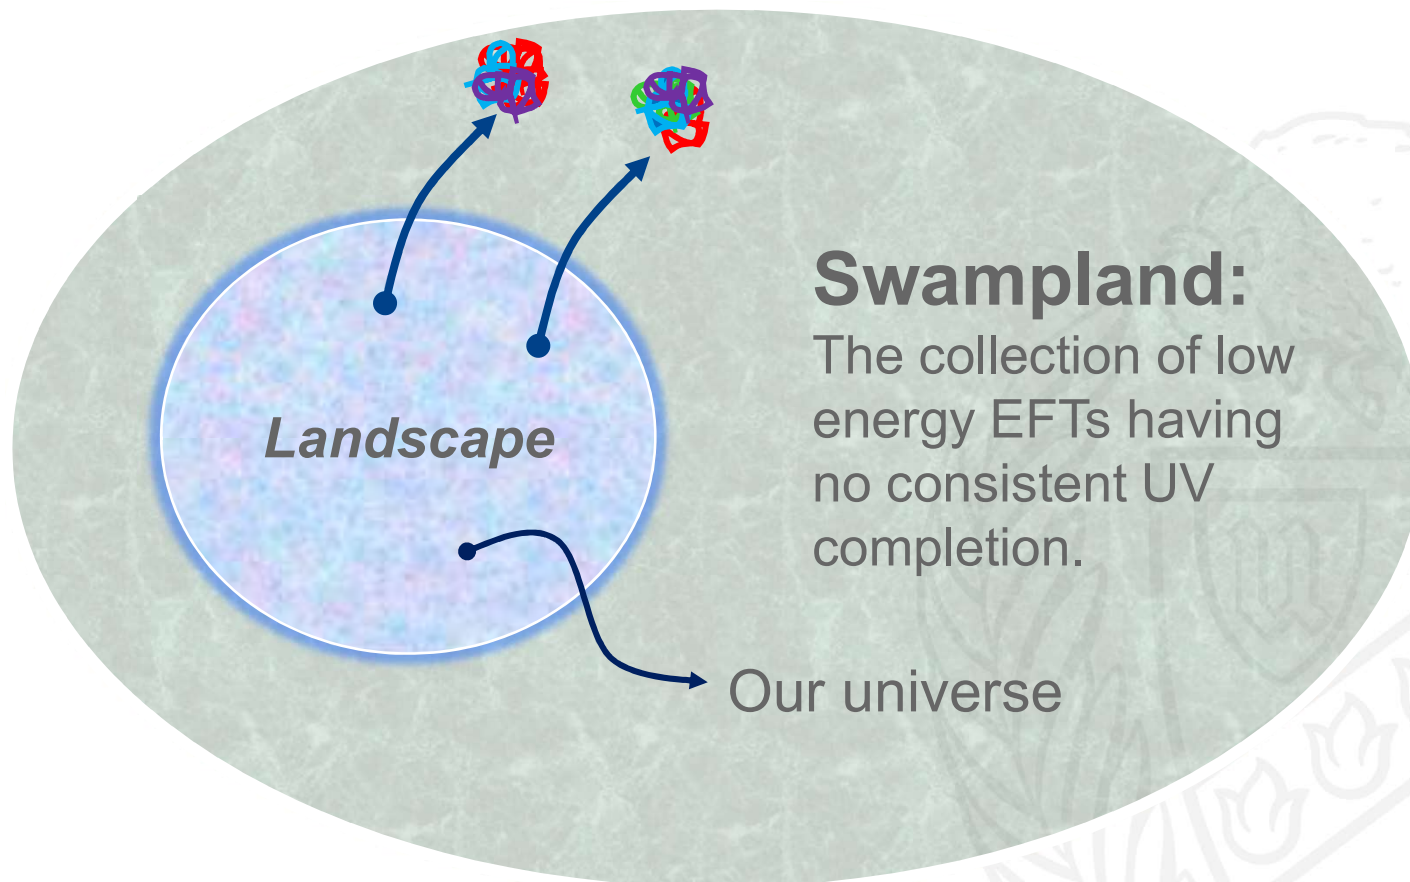 Swampland:
The collection of low
energy EFTs having
no consistent UV
completion.
Landscape
Our universe